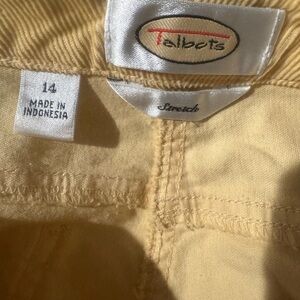 Talbots
14
MADE IN
INDONESIA
Stretch